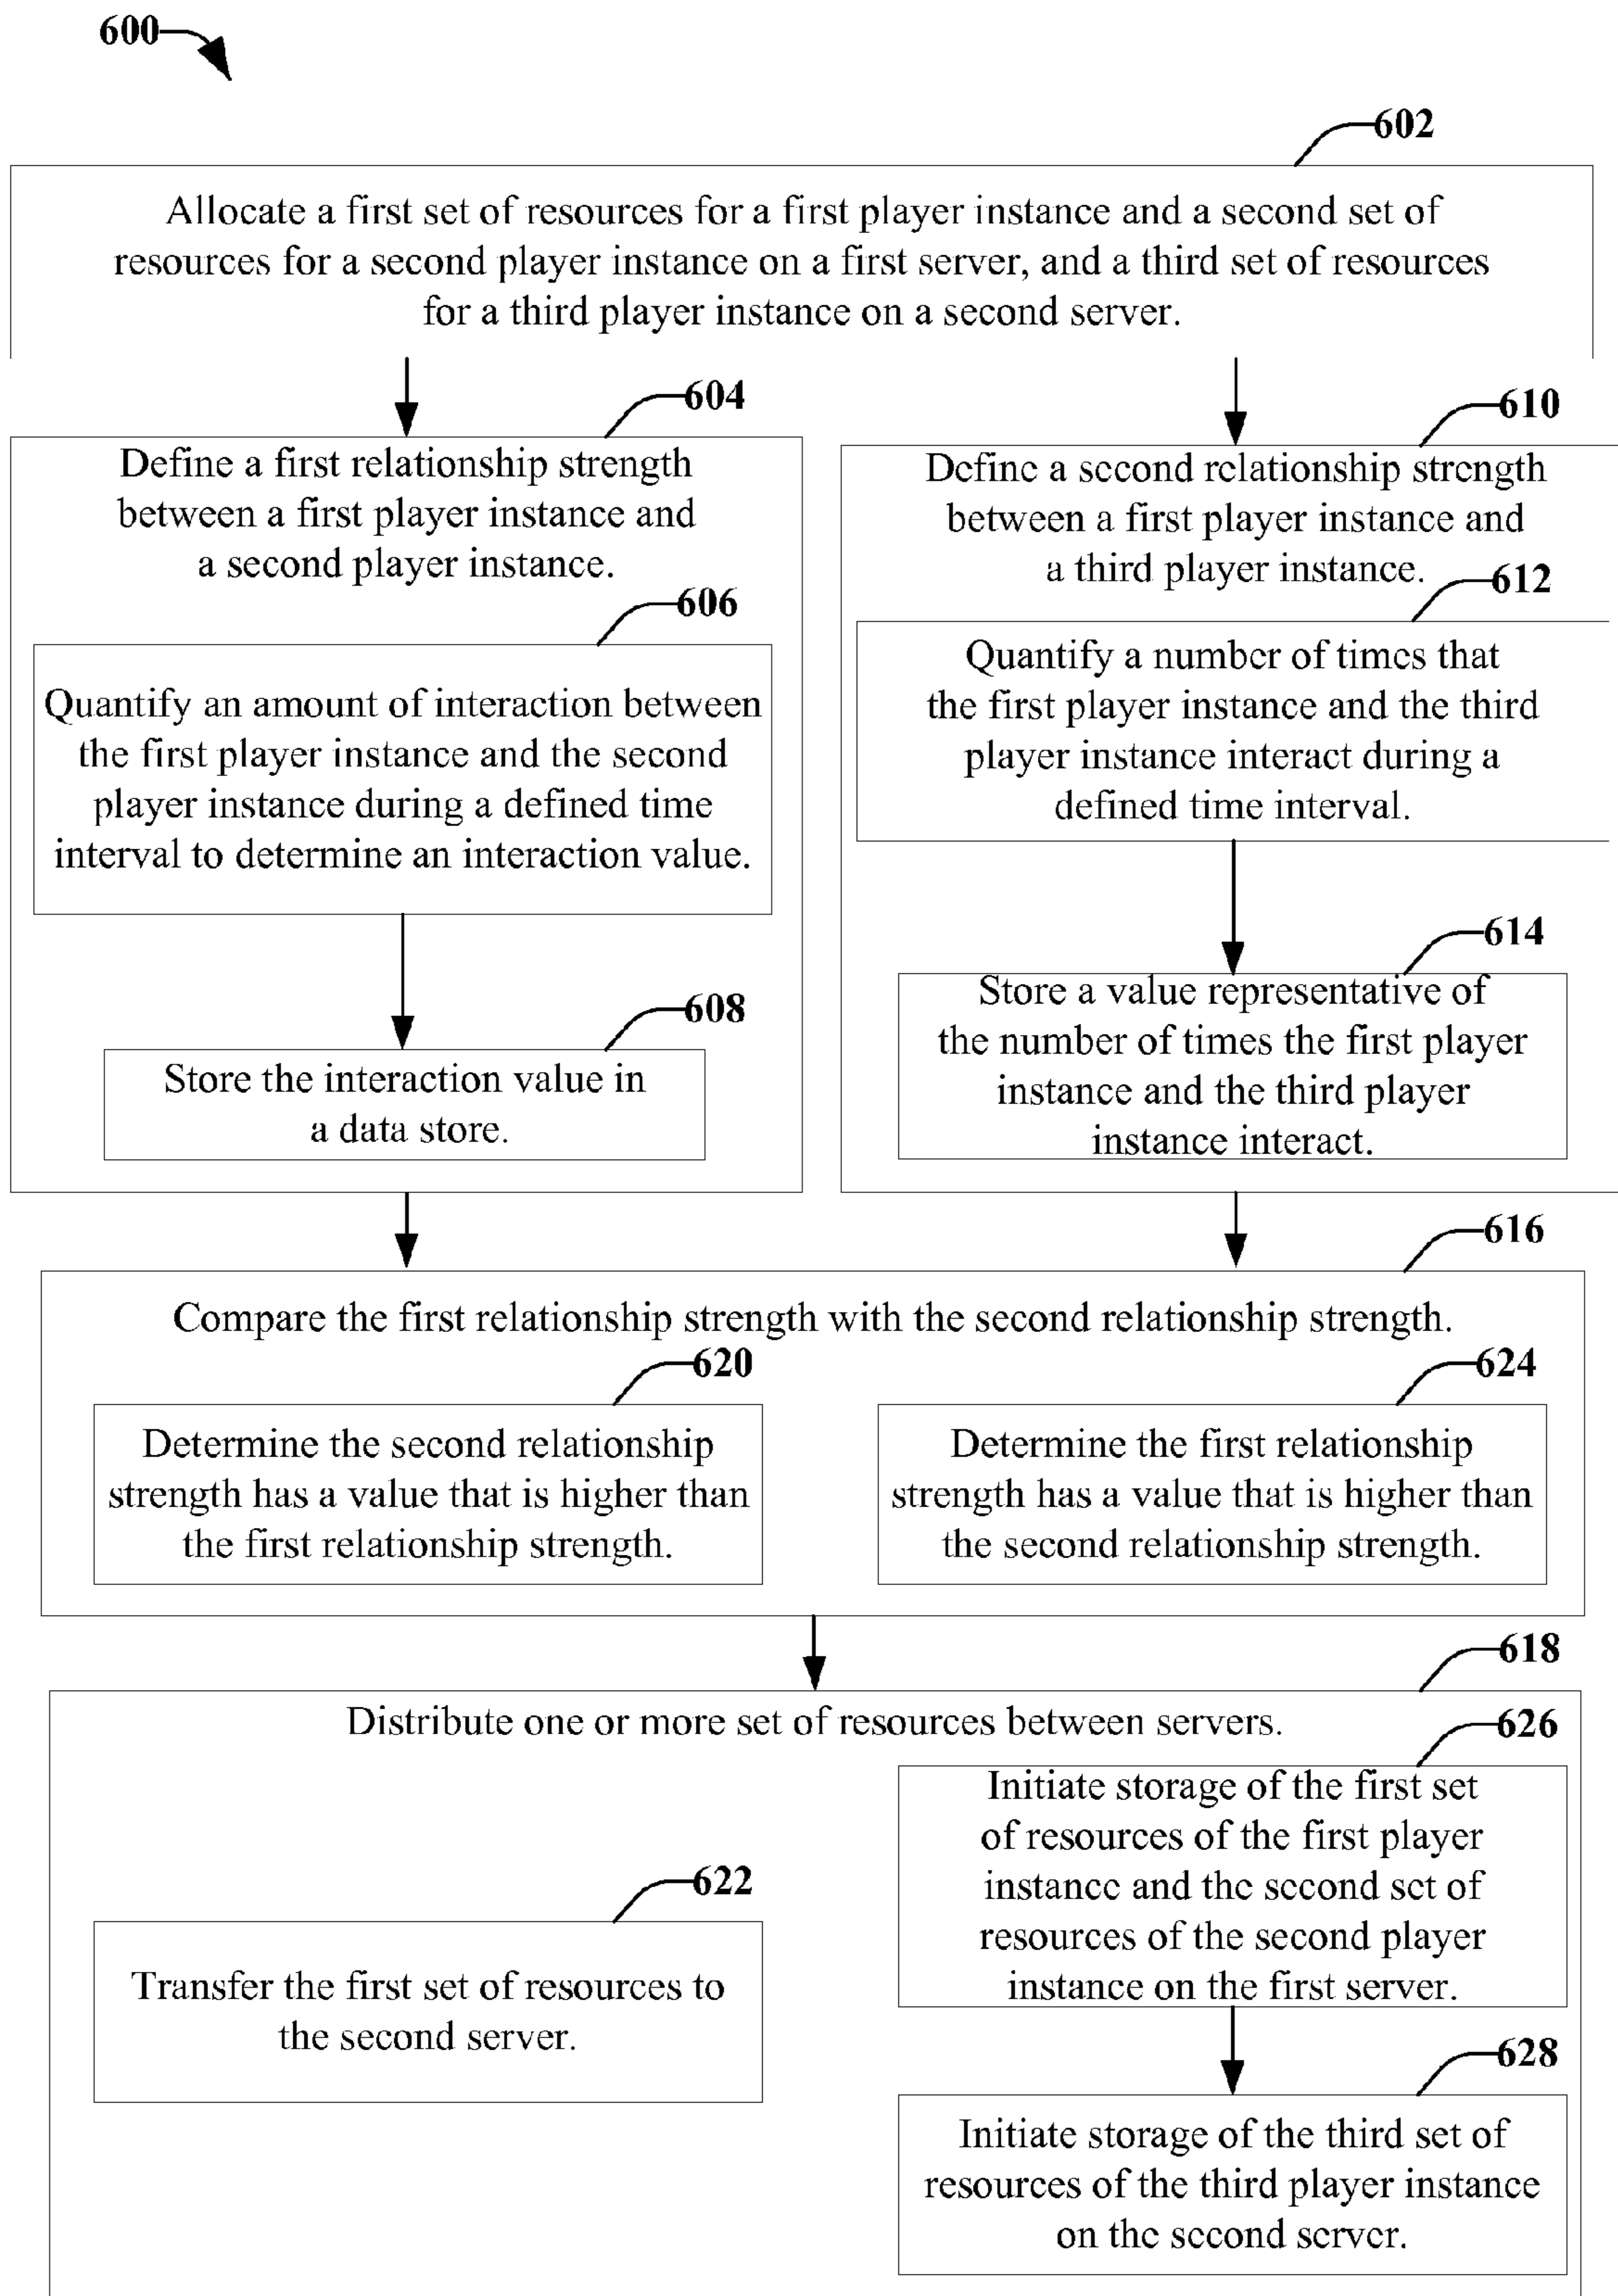 600
602
Allocate a first set of resources for a first player instance and a second set of
resources for a second player instance on a first server, and a third set of resources
for a third player instance on a second server.
604
Define a first relationship strength
between a first player instance and
a second player instance.
606
Quantify an amount of interaction between
the first player instance and the second
player instance during a defined time
interval to determine an interaction value.
608
Store the interaction value in
a data store.
610
Define a second relationship strength
between a first player instance and
a third player instance.
612
Quantify a number of times that
the first player instance and the third
player instance interact during a
defined time interval.
614
Store a value representative of
the number of times the first player
instance and the third player
instance interact.
616
Compare the first relationship strength with the second relationship strength.
620
Determine the second relationship
strength has a value that is higher than
the first relationship strength.
624
Determine the first relationship
strength has a value that is higher than
the second relationship strength.
618
Distribute one or more set of resources between servers.
622
Transfer the first set of resources to
the second server.
626
Initiate storage of the first set
of resources of the first player
instance and the second set of
resources of the second player
instance on the first server.
628
Initiate storage of the third set of
resources of the third player instance
on the second server.